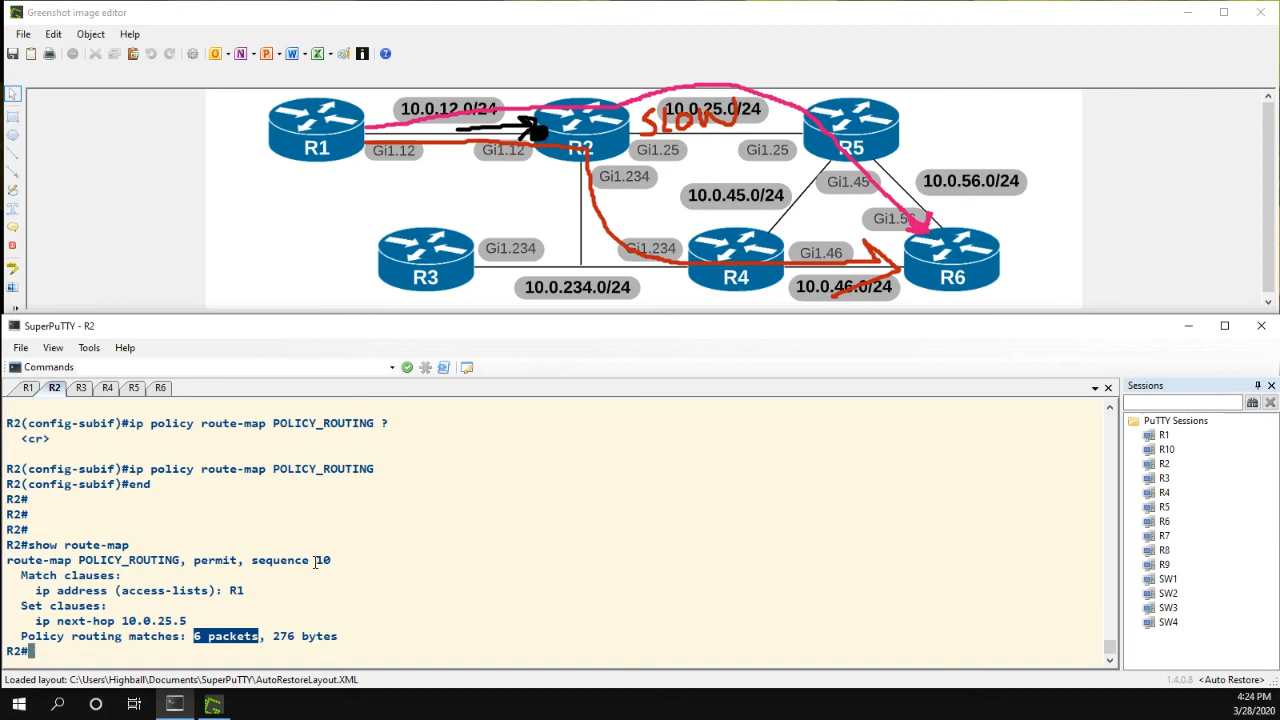 Greenshot image editor
File Edit Object Help
10.0.12.0/24
10.0.25.0/24
SLOW
R1
R2
R5
Gi1.12
Gi1.12
Gi1.25
Gi1.25
Gi1.234
10.0.45.0/24
Gi1.45
10.0.56.0/24
Gi1.56
R3
Gi1.234
Gi1.234
R4
Gi1.46
R6
10.0.234.0/24
10.0.46.0/24
SuperPuTTY - R2
File View Tools Help
Commands
R1 R2 R3 R4 R5 R6
R2(config-subif)#ip policy route-map POLICY_ROUTING ?
<cr>
R2(config-subif)#ip policy route-map POLICY_ROUTING
R2(config-subif)#end
R2#
R2#
R2#
R2#show route-map
route-map POLICY_ROUTING, permit, sequence 10
Match clauses:
ip address (access-lists): R1
Set clauses:
ip next-hop 10.0.25.5
Policy routing matches: 6 packets, 276 bytes
R2#
Sessions
PuTTY Sessions
R1
R10
R2
R3
R4
R5
R6
R7
R8
R9
SW1
SW2
SW3
SW4
Loaded layout: C:\Users\Highball\Documents\SuperPuTTY\AutoRestoreLayout.XML
1.4.0.8 <Auto Restore>
4:24 PM
3/28/2020